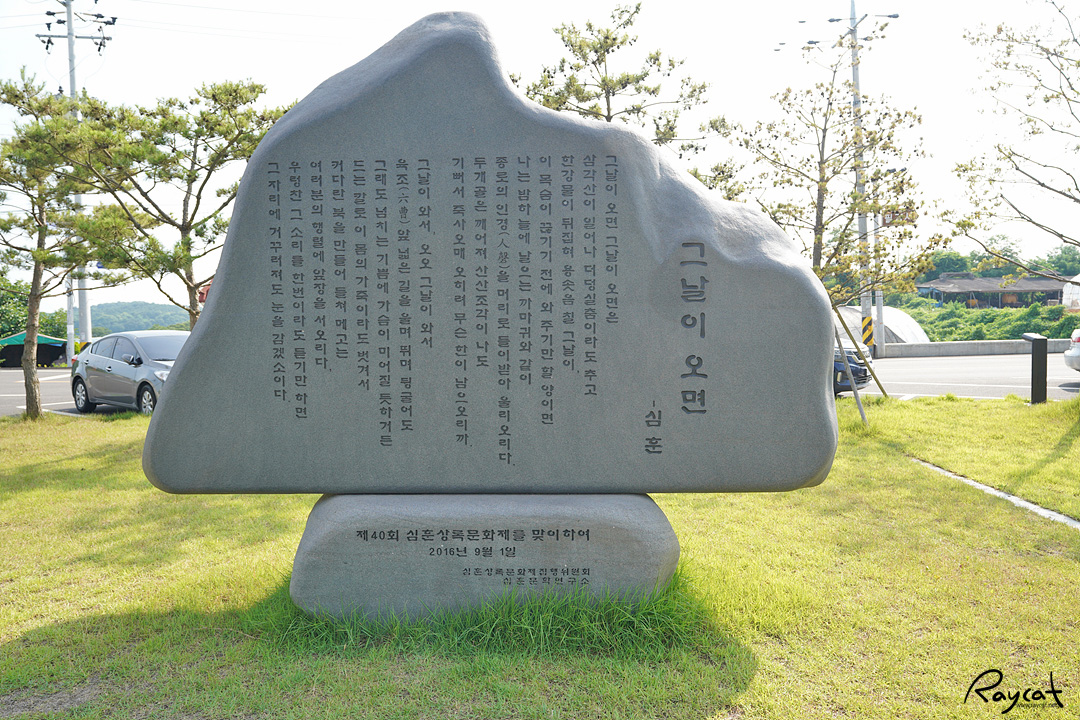 그날이 오면
-심훈
그날이 오면 그날이 오면은
삼각산이 일어나 더덩실 춤이라도 추고
한강물이 뒤집혀 용솟음 칠 그날이,
이 목숨이 끊기기 전에 와 주기만 할 양이면
나는 밤하늘에 날으는 까마귀와 같이
종로의 인경(人磬)을 머리로 들이받아 울리오리다.
두개골은 깨어져 산산조각이 나도
기뻐서 죽사오매 오히려 무슨 한이 남으오리까.
그날이 와서, 오오 그날이 와서
육조(六曹) 앞 넓은 길을 울며 뛰며 뒹굴어도
그래도 넘치는 기쁨에 가슴이 미어질 듯하거든
드는 칼로 이 몸의 가죽이라도 벗겨서
커다란 북을 만들어 들쳐 메고는
여러분의 행렬에 앞장을 서오리다.
우렁찬 그 소리를 한번이라도 듣기만 하면
그 자리에 거꾸러져도 눈을 감겠소이다.
제40회 심훈상록문화제를 맞이하여
2016년 9월 1일
심훈상록문화제집행위원회
심훈문학연구소
Raycat